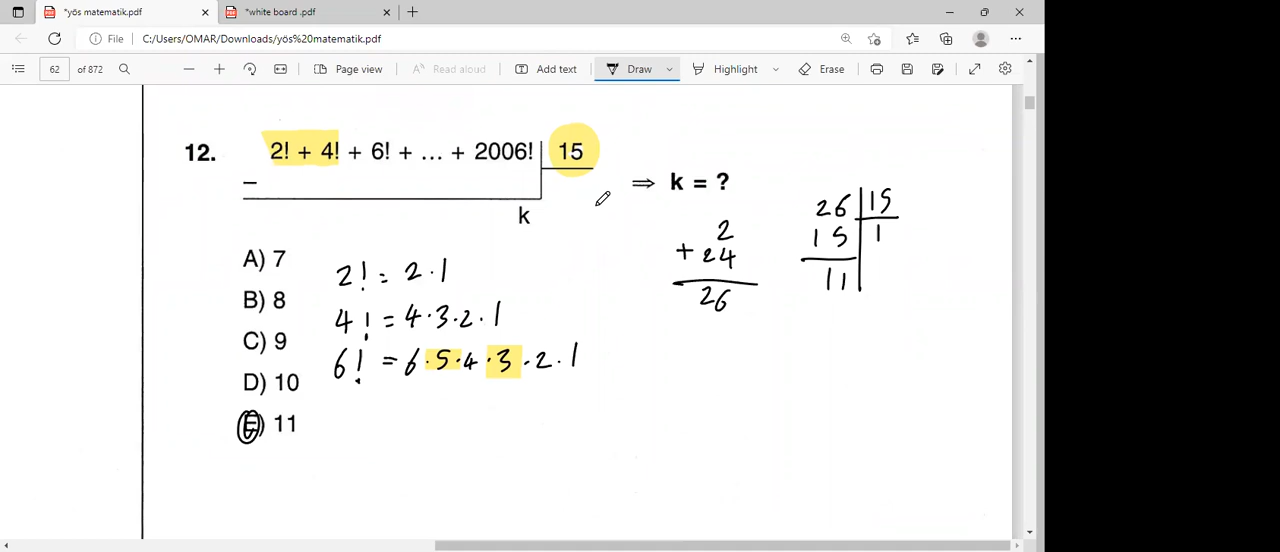 *yös matematik.pdf
*white board .pdf
File C:/Users/OMAR/Downloads/yös%20matematik.pdf
62 of 872 Page view Read aloud Add text Draw Highlight Erase
12. 2! + 4! + 6! + ... + 2006! 15
−
k
⇒ k = ?
A) 7
B) 8
C) 9
D) 10
E) 11
2! = 2·1
4! = 4·3·2·1
6! = 6·5·4·3·2·1
2
+ 24
26
26 15
15 1
11